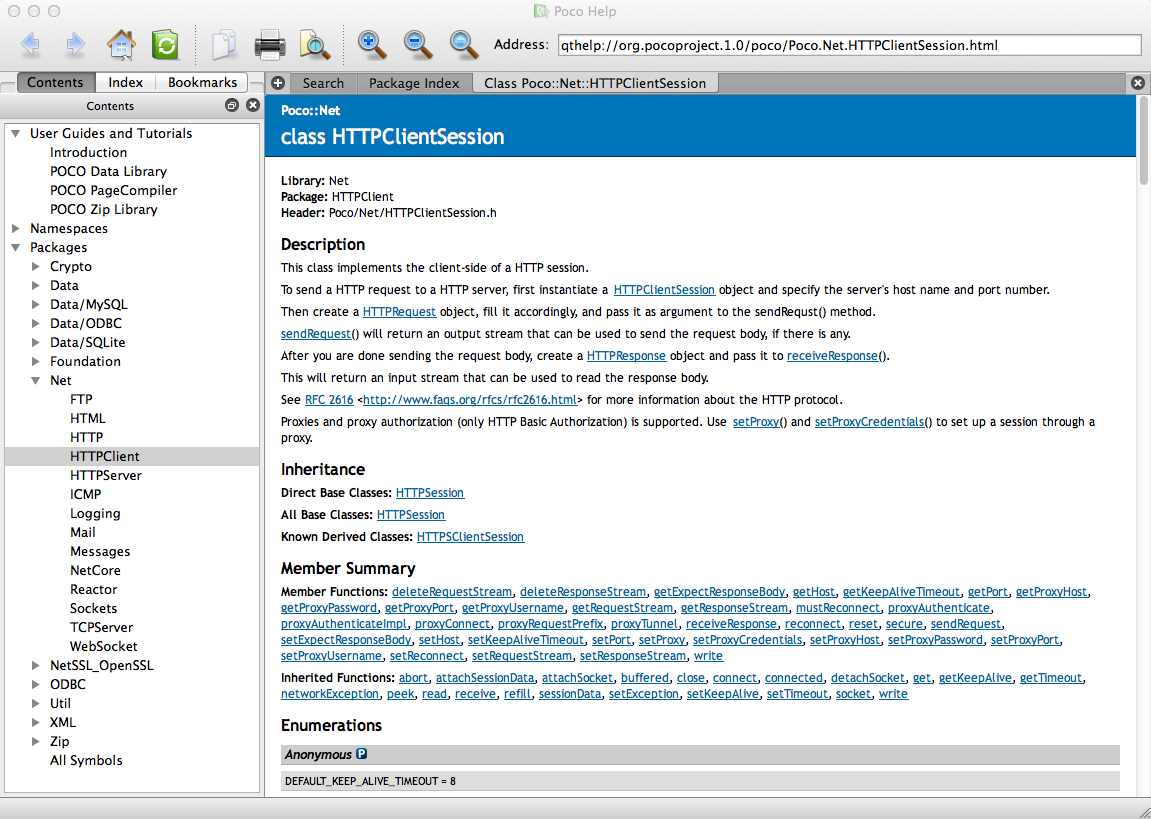 Poco Help
Address: qthelp://org.pocoproject.1.0/poco/Poco.Net.HTTPClientSession.html
Contents Index Bookmarks
Search Package Index Class Poco::Net::HTTPClientSession
Contents
User Guides and Tutorials
Introduction
POCO Data Library
POCO PageCompiler
POCO Zip Library
Namespaces
Packages
Crypto
Data
Data/MySQL
Data/ODBC
Data/SQLite
Foundation
Net
FTP
HTML
HTTP
HTTPClient
HTTPServer
ICMP
Logging
Mail
Messages
NetCore
Reactor
Sockets
TCPServer
WebSocket
NetSSL_OpenSSL
ODBC
Util
XML
Zip
All Symbols
Poco::Net
class HTTPClientSession
Library: Net
Package: HTTPClient
Header: Poco/Net/HTTPClientSession.h
Description
This class implements the client-side of a HTTP session.
To send a HTTP request to a HTTP server, first instantiate a HTTPClientSession object and specify the server's host name and port number.
Then create a HTTPRequest object, fill it accordingly, and pass it as argument to the sendRequst() method.
sendRequest() will return an output stream that can be used to send the request body, if there is any.
After you are done sending the request body, create a HTTPResponse object and pass it to receiveResponse().
This will return an input stream that can be used to read the response body.
See RFC 2616 <http://www.faqs.org/rfcs/rfc2616.html> for more information about the HTTP protocol.
Proxies and proxy authorization (only HTTP Basic Authorization) is supported. Use setProxy() and setProxyCredentials() to set up a session through a
proxy.
Inheritance
Direct Base Classes: HTTPSession
All Base Classes: HTTPSession
Known Derived Classes: HTTPSClientSession
Member Summary
Member Functions: deleteRequestStream, deleteResponseStream, getExpectResponseBody, getHost, getKeepAliveTimeout, getPort, getProxyHost,
getProxyPassword, getProxyPort, getProxyUsername, getRequestStream, getResponseStream, mustReconnect, proxyAuthenticate,
proxyAuthenticateImpl, proxyConnect, proxyRequestPrefix, proxyTunnel, receiveResponse, reconnect, reset, secure, sendRequest,
setExpectResponseBody, setHost, setKeepAliveTimeout, setPort, setProxy, setProxyCredentials, setProxyHost, setProxyPassword, setProxyPort,
setProxyUsername, setReconnect, setRequestStream, setResponseStream, write
Inherited Functions: abort, attachSessionData, attachSocket, buffered, close, connect, connected, detachSocket, get, getKeepAlive, getTimeout,
networkException, peek, read, receive, refill, sessionData, setException, setKeepAlive, setTimeout, socket, write
Enumerations
Anonymous P
DEFAULT_KEEP_ALIVE_TIMEOUT = 8